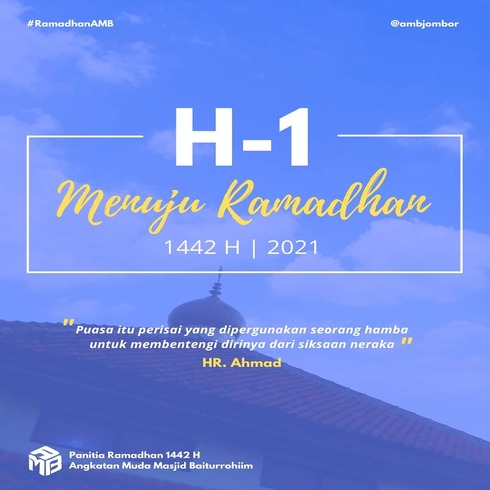 #RamadhanAMB
@ambjombor
H-1
Menuju Ramadhan
1442 H | 2021
"Puasa itu perisai yang dipergunakan seorang hamba
untuk membentengi dirinya dari siksaan neraka"
HR. Ahmad
AMB
Panitia Ramadhan 1442 H
Angkatan Muda Masjid Baiturrohiim